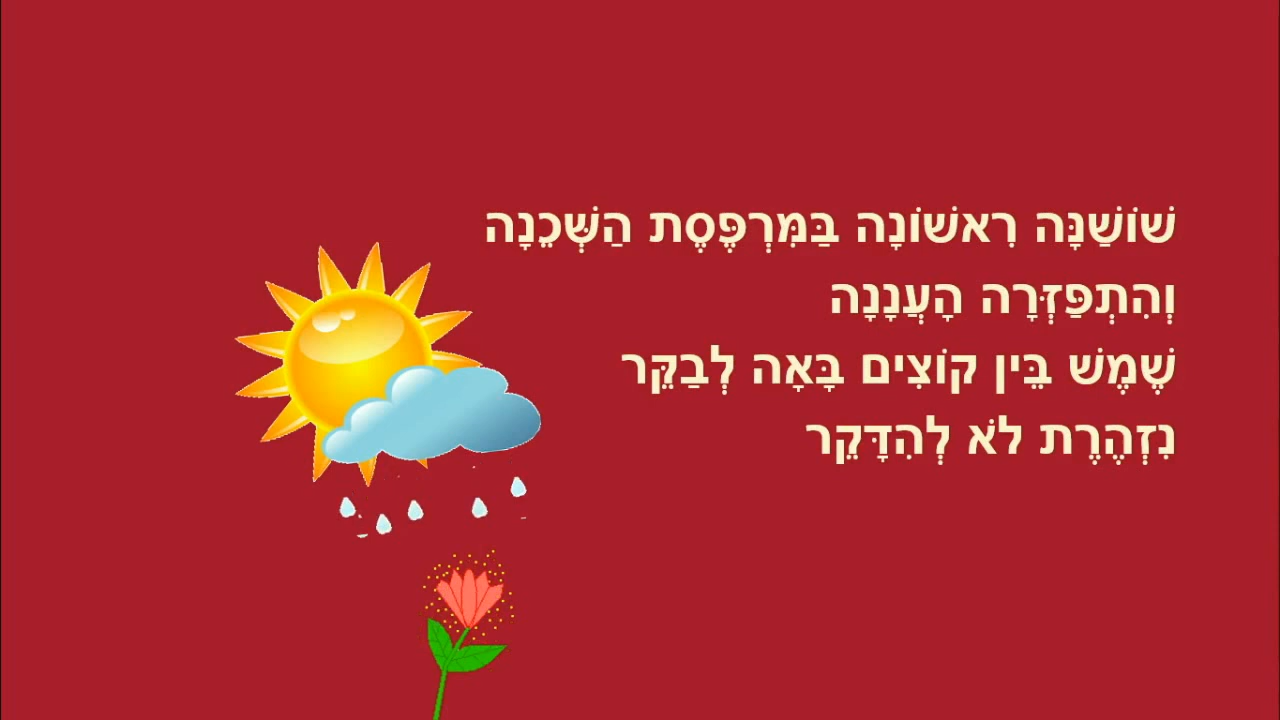 שׁוֹשַׁנָּה רִאשׁוֹנָה בַּמִּרְפֶּסֶת הַשְּׁכֵנָה
וְהִתְפַּזְּרָה הָעֲנָנָה
שֶׁמֶשׁ בֵּין קוֹצִים בָּאָה לְבַקֵּר
נִזְהֶרֶת לֹא לְהִדָּקֵר